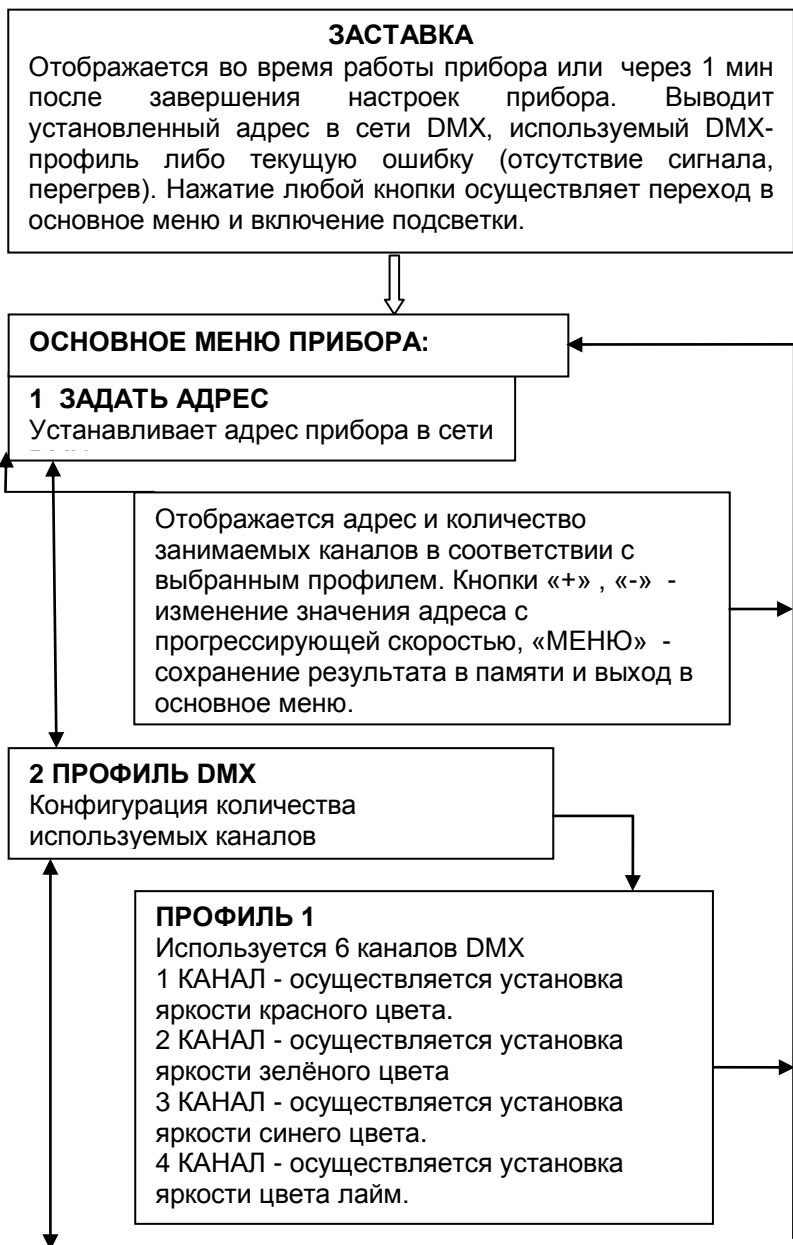 ЗАСТАВКА
Отображается во время работы прибора или через 1 мин
после завершения настроек прибора. Выводит
установленный адрес в сети DMX, используемый DMX-
профиль либо текущую ошибку (отсутствие сигнала,
перегрев). Нажатие любой кнопки осуществляет переход в
основное меню и включение подсветки.
ОСНОВНОЕ МЕНЮ ПРИБОРА:
1 ЗАДАТЬ АДРЕС
Устанавливает адрес прибора в сети
Отображается адрес и количество
занимаемых каналов в соответствии с
выбранным профилем. Кнопки «+» , «-» -
изменение значения адреса с
прогрессирующей скоростью, «МЕНЮ» -
сохранение результата в памяти и выход в
основное меню.
2 ПРОФИЛЬ DMX
Конфигурация количества
используемых каналов
ПРОФИЛЬ 1
Используется 6 каналов DMX
1 КАНАЛ - осуществляется установка
яркости красного цвета.
2 КАНАЛ - осуществляется установка
яркости зелёного цвета
3 КАНАЛ - осуществляется установка
яркости синего цвета.
4 КАНАЛ - осуществляется установка
яркости цвета лайм.